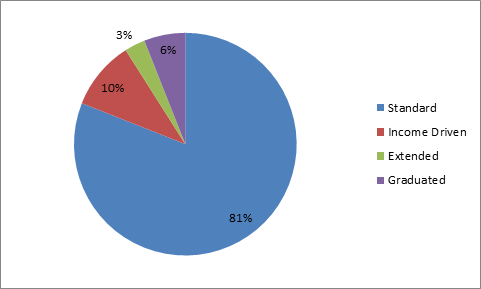 3%
6%
10%
81%
Standard
Income Driven
Extended
Graduated